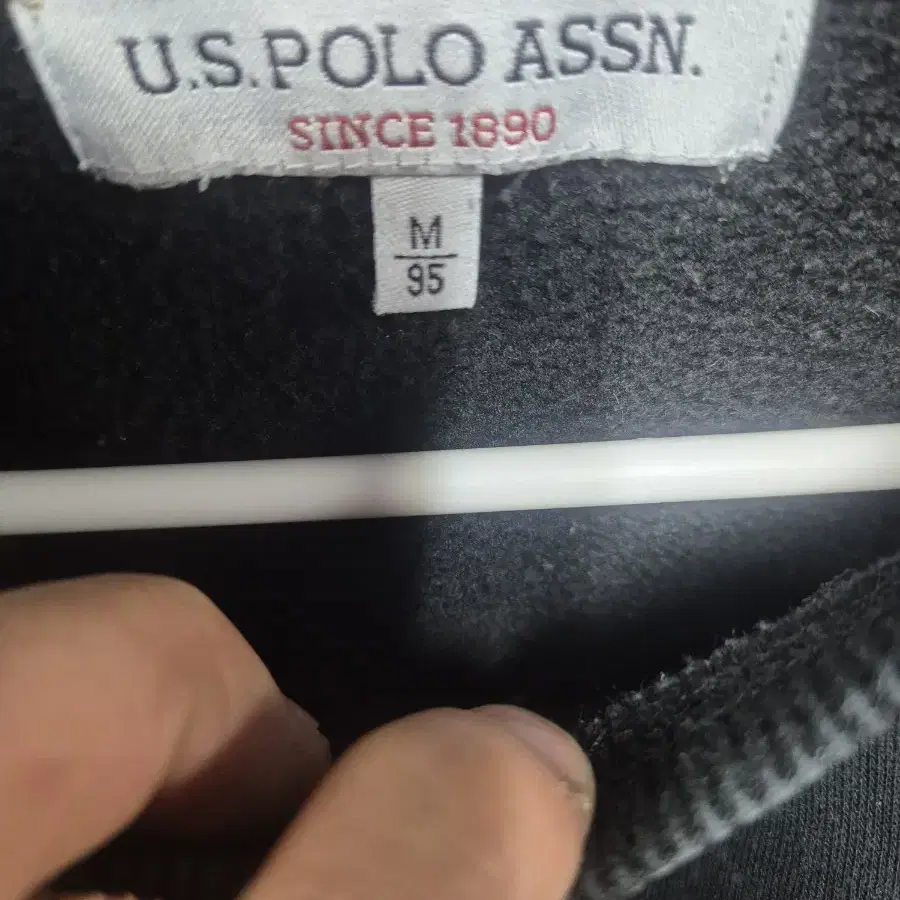 U.S. POLO ASSN.
SINCE 1890
M
95